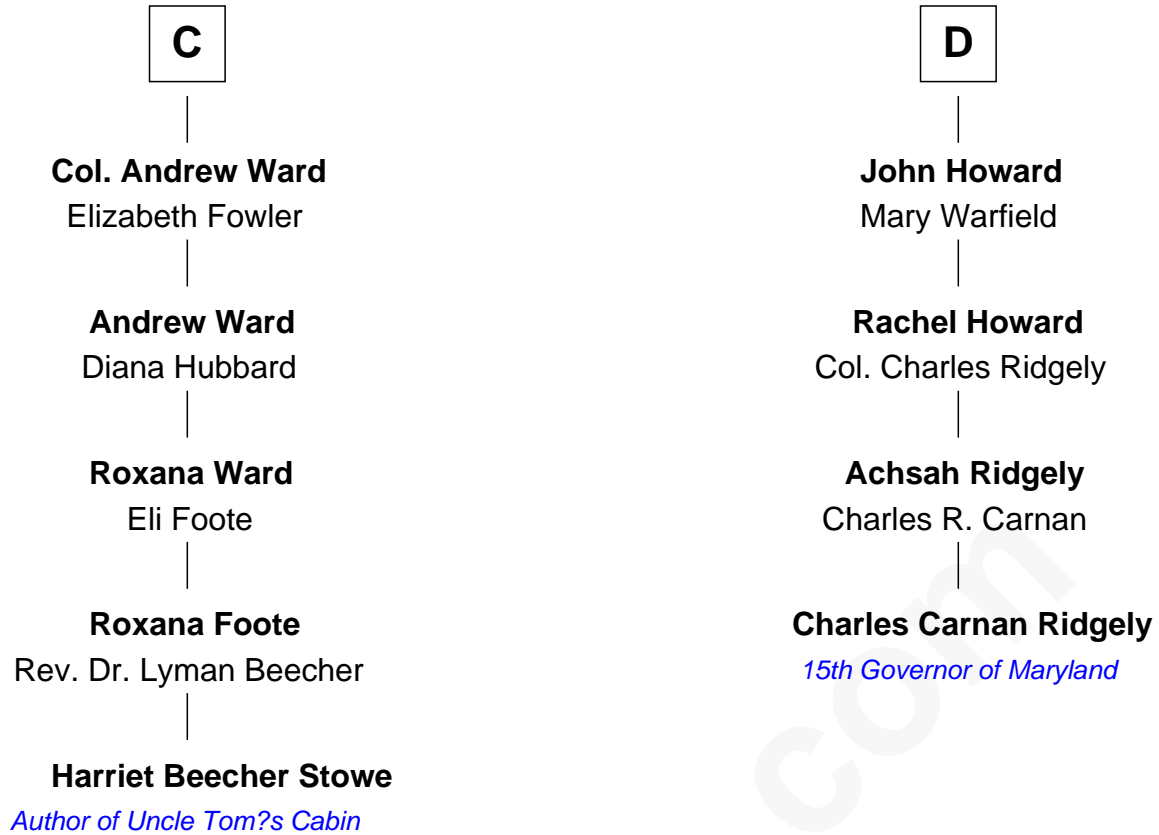 C
Col. Andrew Ward
Elizabeth Fowler
Andrew Ward
Diana Hubbard
Roxana Ward
Eli Foote
Roxana Foote
Rev. Dr. Lyman Beecher
Harriet Beecher Stowe
Author of Uncle Tom?s Cabin
D
John Howard
Mary Warfield
Rachel Howard
Col. Charles Ridgely
Achsah Ridgely
Charles R. Carnan
Charles Carnan Ridgely
15th Governor of Maryland
com